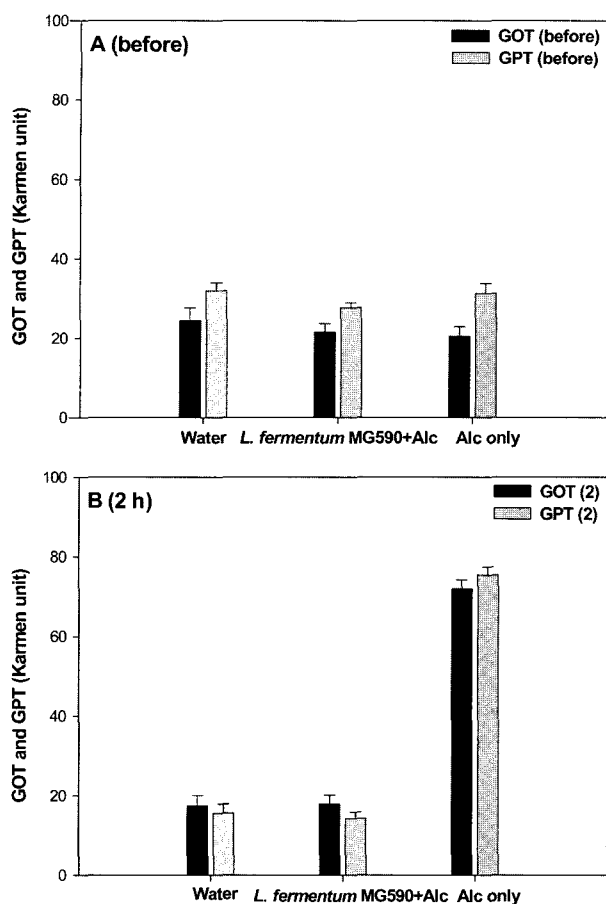 A (before)
GOT (before)
GPT (before)
GOT and GPT (Karmen unit)
100
80
60
40
20
0
Water L. fermentum MG590+Alc Alc only
B (2 h)
GOT (2)
GPT (2)
GOT and GPT (Karmen unit)
100
80
60
40
20
0
Water L. fermentum MG590+Alc Alc only